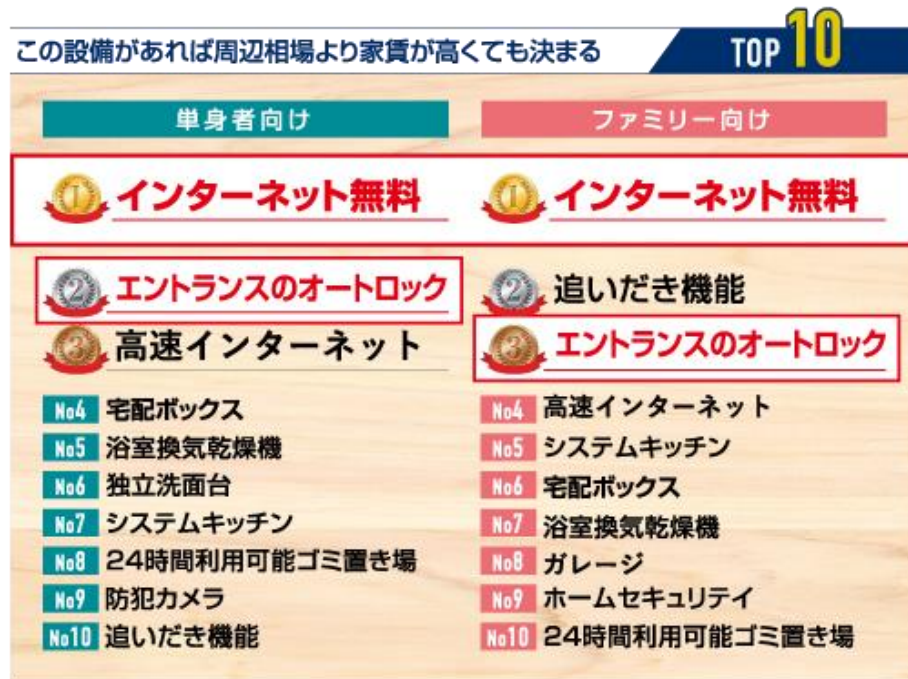 この設備があれば周辺相場より家賃が高くても決まる
TOP10
単身者向け
1 インターネット無料
2 エントランスのオートロック
3 高速インターネット
No4 宅配ボックス
No5 浴室換気乾燥機
No6 独立洗面台
No7 システムキッチン
No8 24時間利用可能ゴミ置き場
No9 防犯カメラ
No10 追いだき機能
ファミリー向け
1 インターネット無料
2 追いだき機能
3 エントランスのオートロック
No4 高速インターネット
No5 システムキッチン
No6 宅配ボックス
No7 浴室換気乾燥機
No8 ガレージ
No9 ホームセキュリテイ
No10 24時間利用可能ゴミ置き場